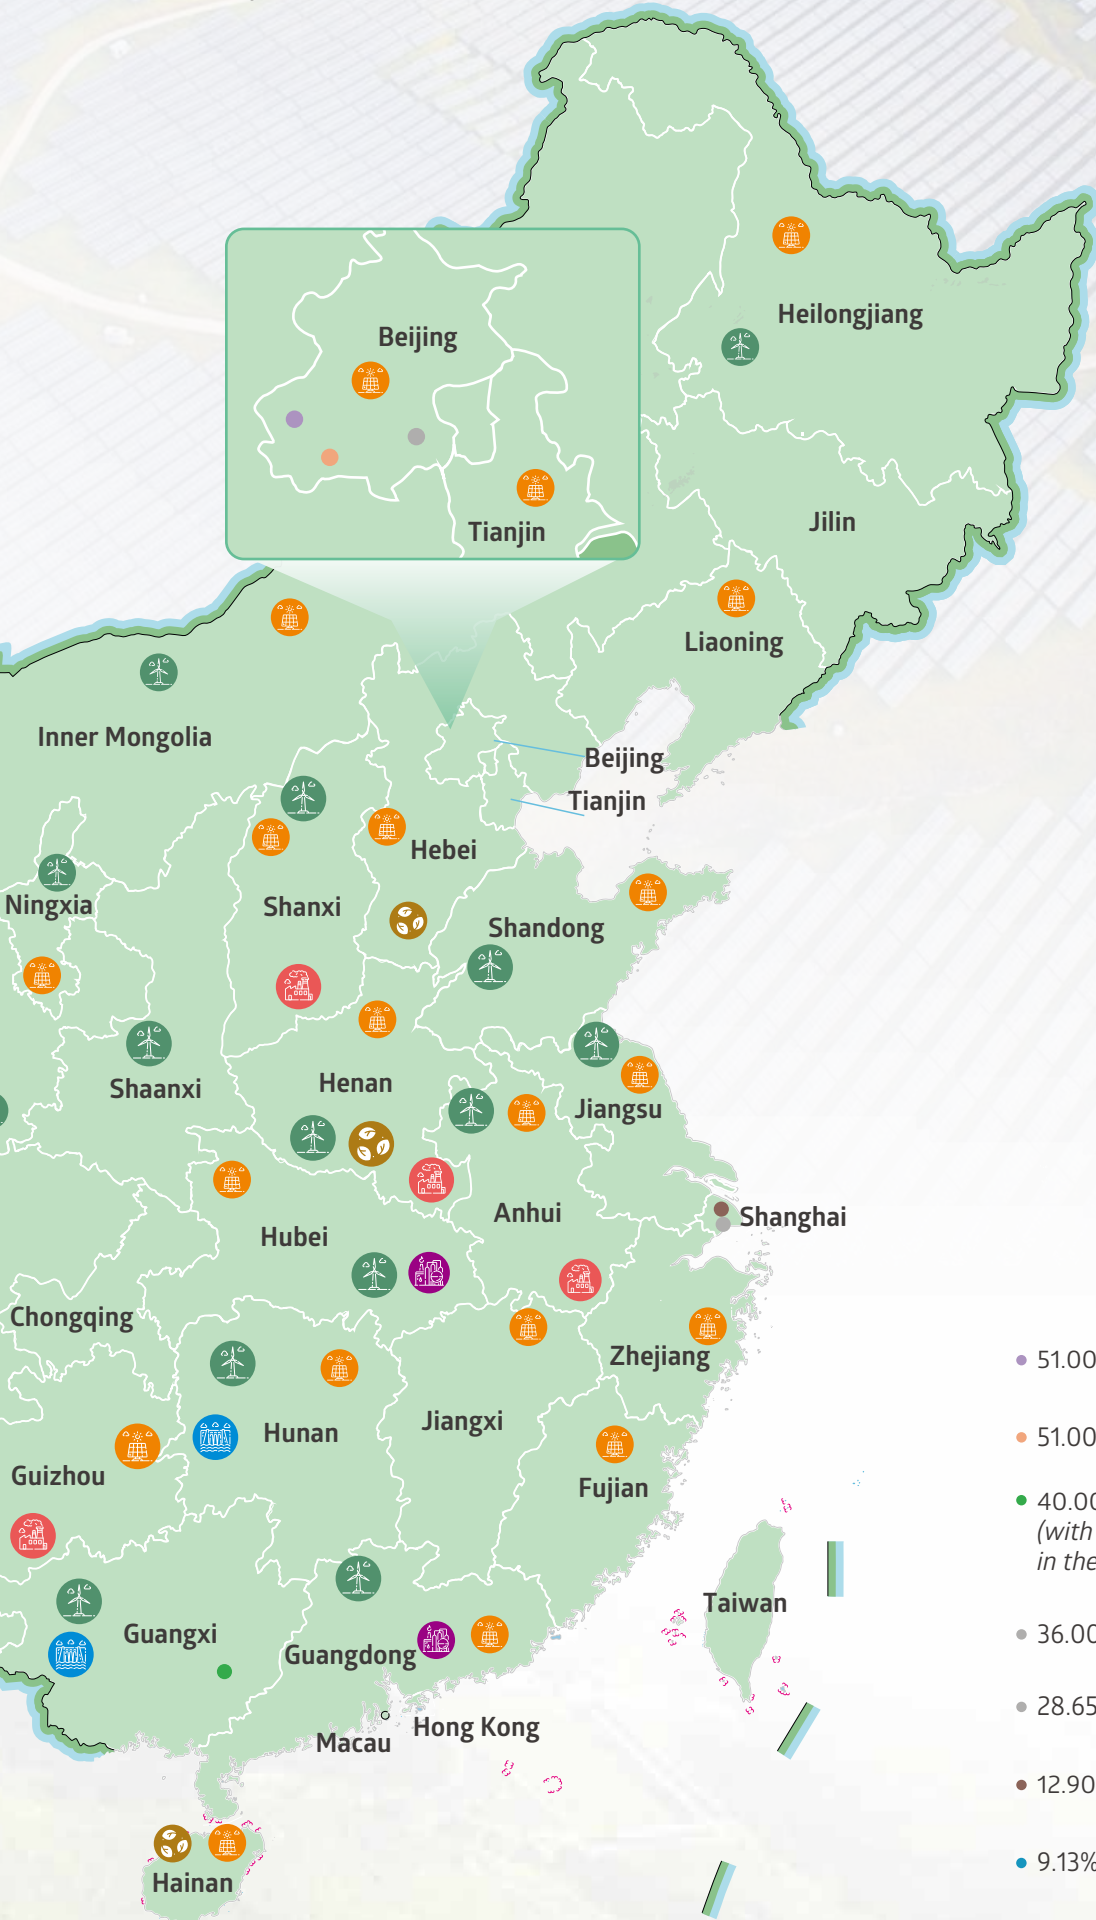 Heilongjiang
Beijing
Jilin
Tianjin
Liaoning
Inner Mongolia
Beijing
Tianjin
Hebei
Ningxia
Shanxi
Shandong
Henan
Shaanxi
Jiangsu
Anhui
Shanghai
Hubei
Chongqing
Zhejiang
Jiangxi
Hunan
Guizhou
Fujian
Taiwan
Guangxi
Guangdong
Hong Kong
Macau
Hainan
51.00
51.00
40.00
(with
in the
36.00
28.65
12.90
9.13%